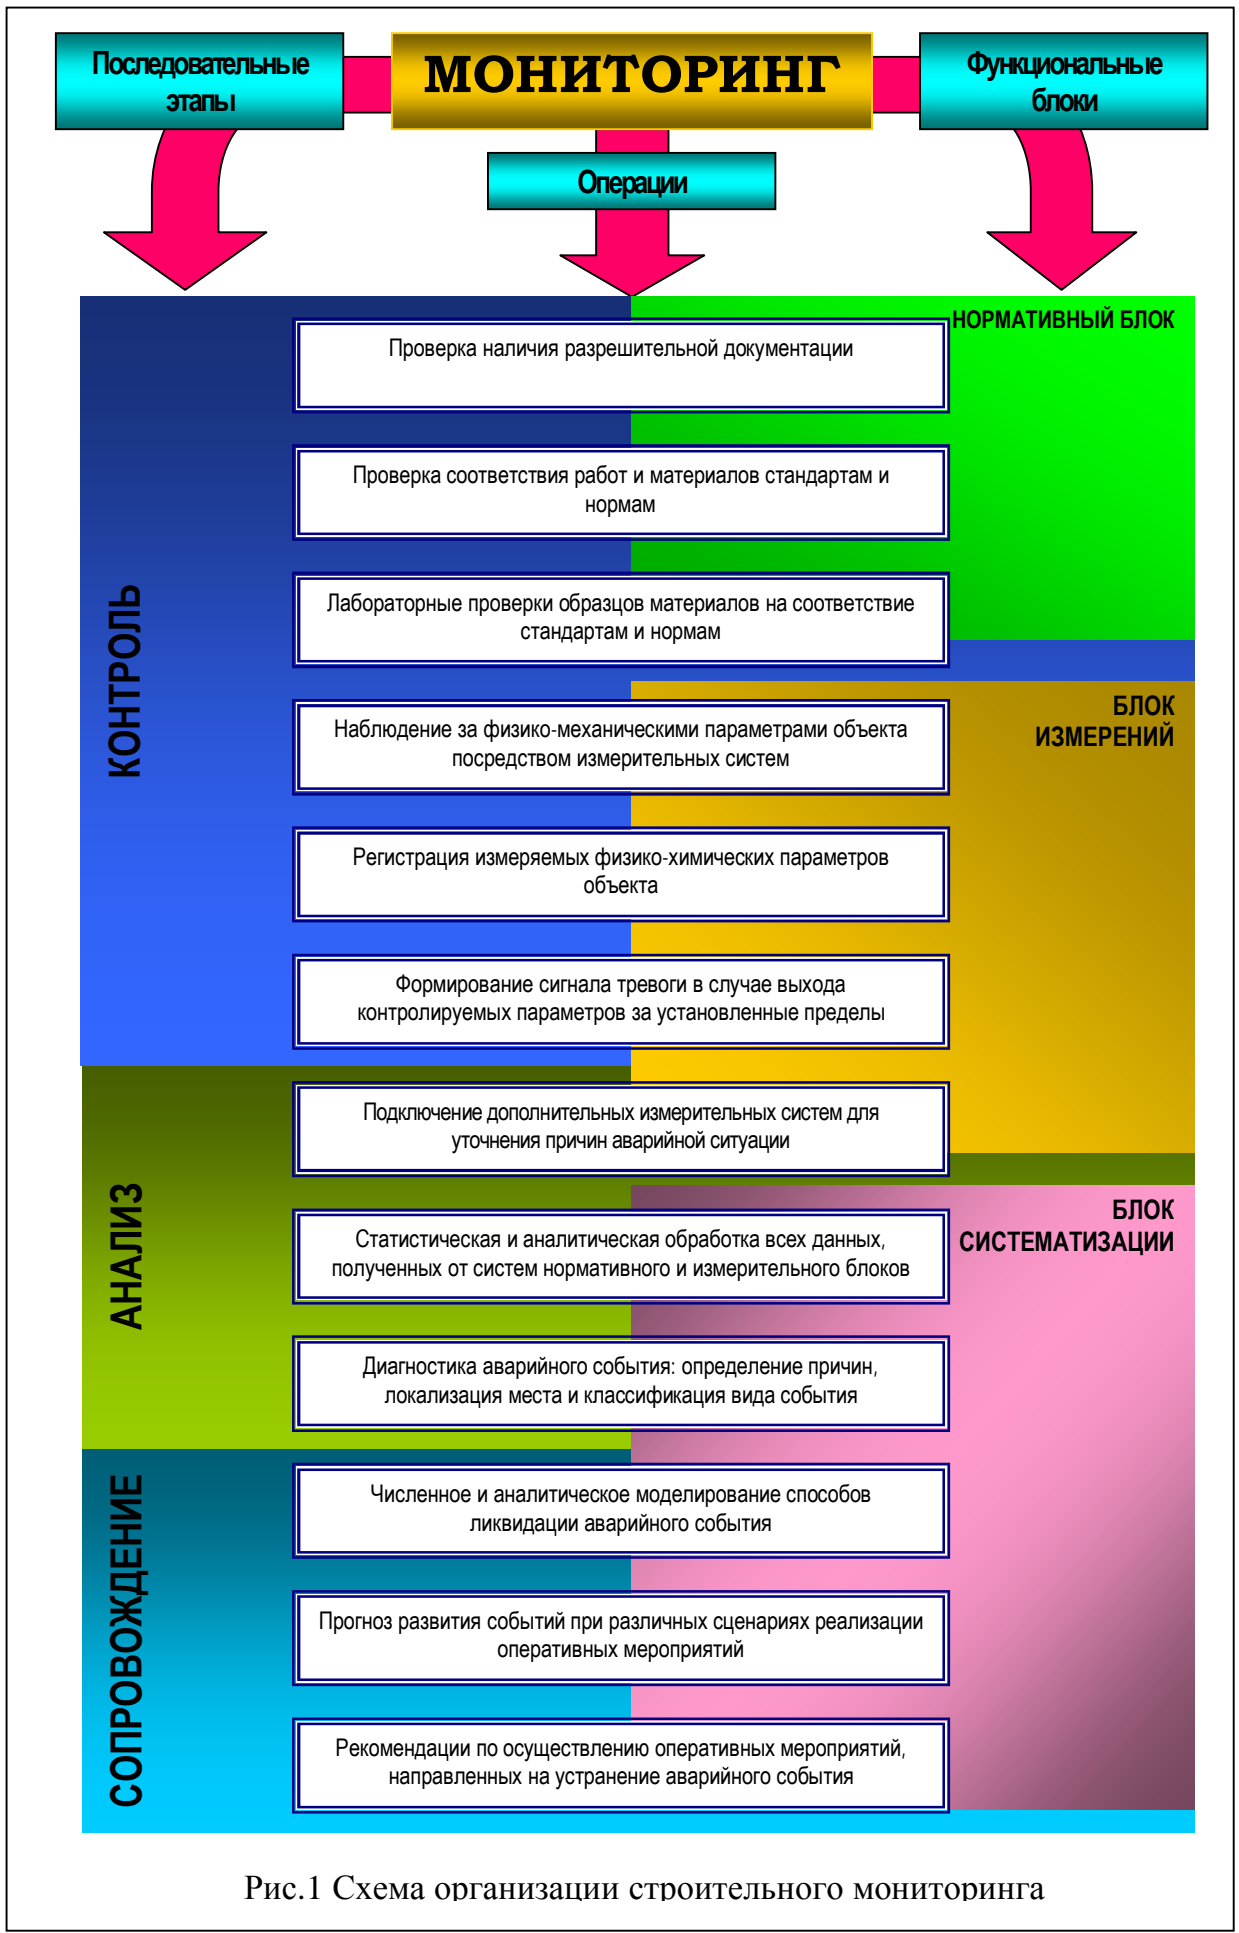 Последовательные
этапы
МОНИТОРИНГ
Функциональные
блоки
Операции
НОРМАТИВНЫЙ БЛОК
Проверка наличия разрешительной документации
Проверка соответствия работ и материалов стандартам и
нормам
КОНТРОЛЬ
Лабораторные проверки образцов материалов на соответствие
стандартам и нормам
БЛОК
ИЗМЕРЕНИЙ
Наблюдение за физико-механическими параметрами объекта
посредством измерительных систем
Регистрация измеряемых физико-химических параметров
объекта
Формирование сигнала тревоги в случае выхода
контролируемых параметров за установленные пределы
АНАЛИЗ
Подключение дополнительных измерительных систем для
уточнения причин аварийной ситуации
БЛОК
СИСТЕМАТИЗАЦИИ
Статистическая и аналитическая обработка всех данных,
полученных от систем нормативного и измерительного блоков
Диагностика аварийного события: определение причин,
локализация места и классификация вида события
СОПРОВОЖДЕНИЕ
Численное и аналитическое моделирование способов
ликвидации аварийного события
Прогноз развития событий при различных сценариях реализации
оперативных мероприятий
Рекомендации по осуществлению оперативных мероприятий,
направленных на устранение аварийного события
Рис.1 Схема организации строительного мониторинга